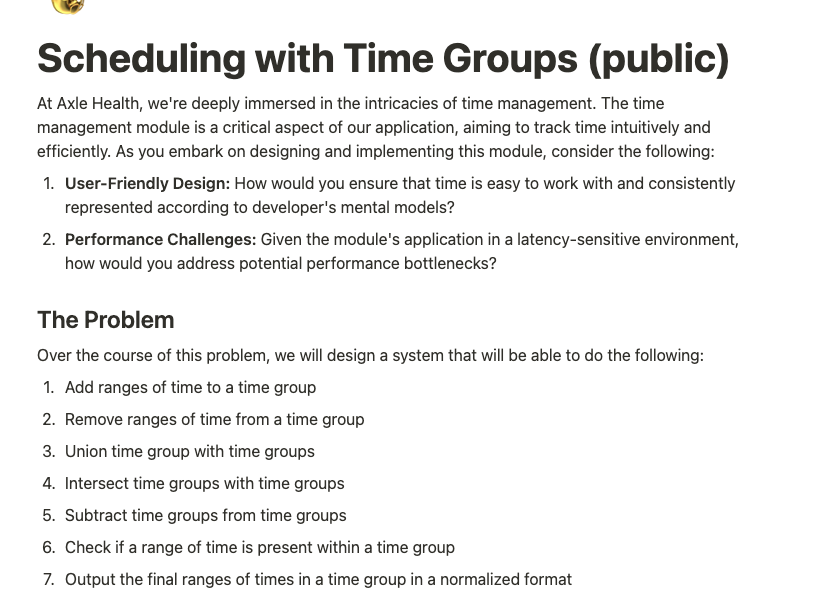 Scheduling with Time Groups (public)
At Axle Health, we're deeply immersed in the intricacies of time management. The time
management module is a critical aspect of our application, aiming to track time intuitively and
efficiently. As you embark on designing and implementing this module, consider the following:
1. User-Friendly Design: How would you ensure that time is easy to work with and consistently
represented according to developer's mental models?
2. Performance Challenges: Given the module's application in a latency-sensitive environment,
how would you address potential performance bottlenecks?
The Problem
Over the course of this problem, we will design a system that will be able to do the following:
1. Add ranges of time to a time group
2. Remove ranges of time from a time group
3. Union time group with time groups
4. Intersect time groups with time groups
5. Subtract time groups from time groups
6. Check if a range of time is present within a time group
7. Output the final ranges of times in a time group in a normalized format